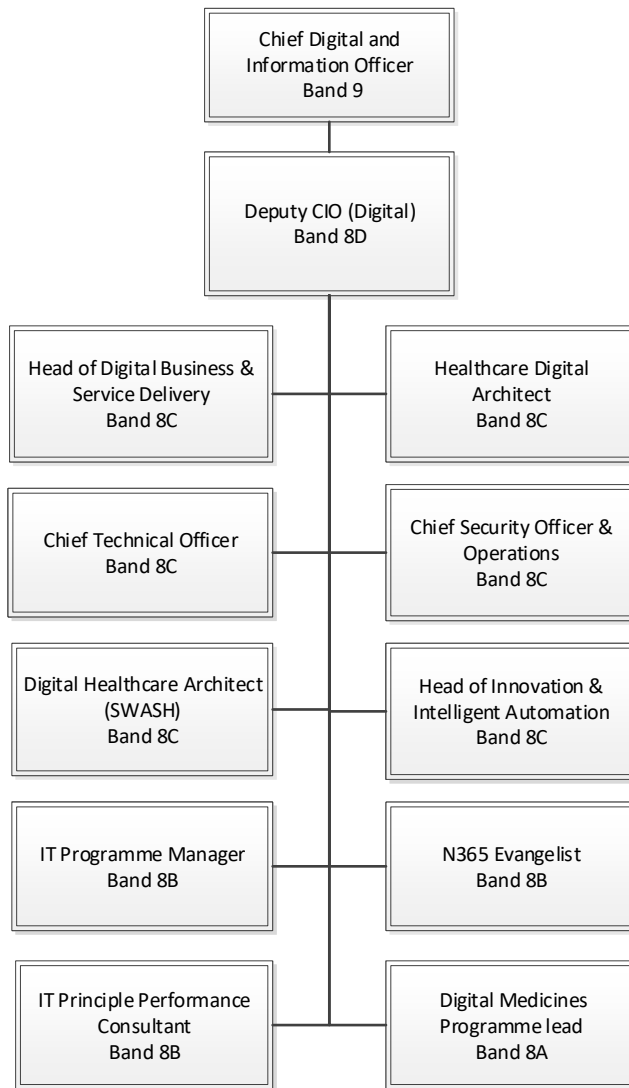 Chief Digital and
Information Officer
Band 9
Deputy CIO (Digital)
Band 8D
Head of Digital Business &
Service Delivery
Band 8C
Healthcare Digital
Architect
Band 8C
Chief Technical Officer
Band 8C
Chief Security Officer &
Operations
Band 8C
Digital Healthcare Architect
(SWASH)
Band 8C
Head of Innovation &
Intelligent Automation
Band 8C
IT Programme Manager
Band 8B
N365 Evangelist
Band 8B
IT Principle Performance
Consultant
Band 8B
Digital Medicines
Programme lead
Band 8A